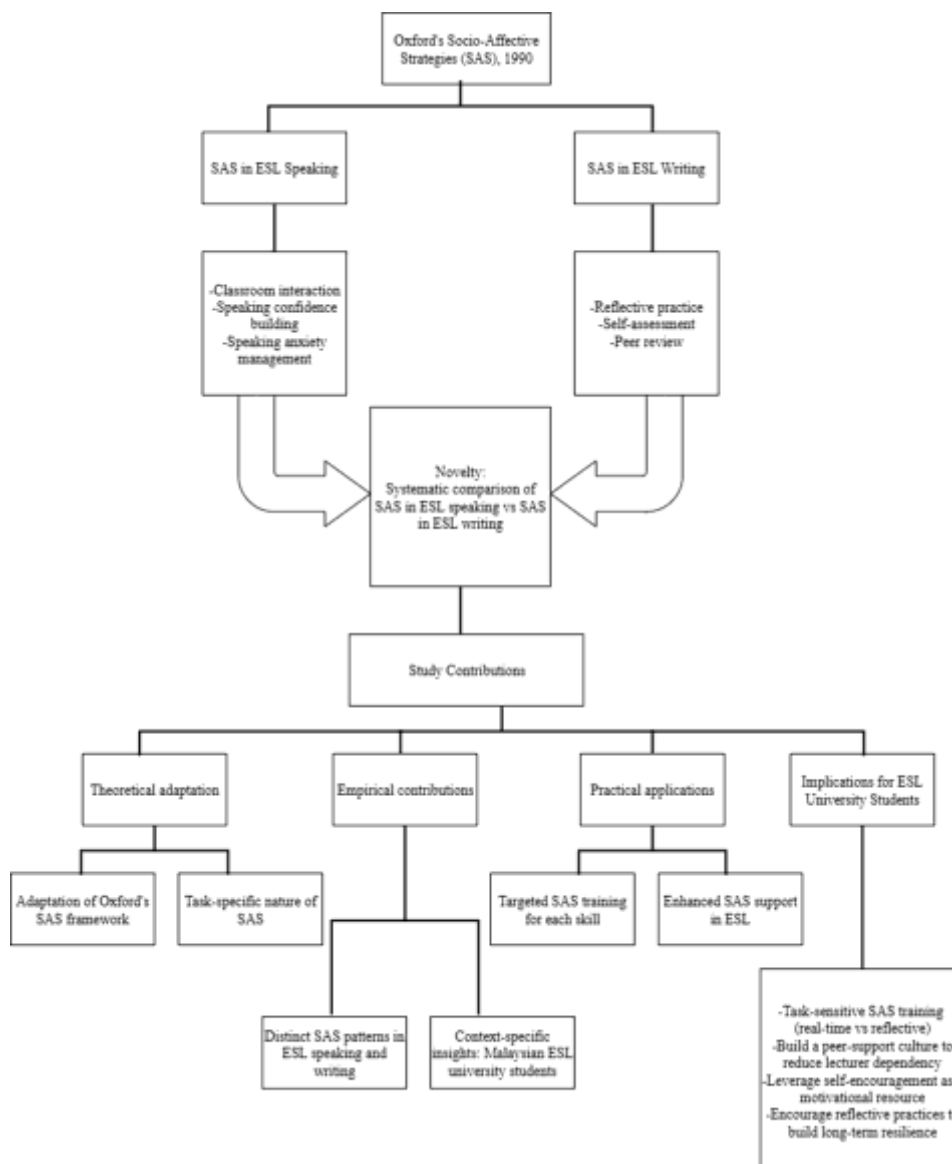 Oxford's Socio-Affective
Strategies (SAS), 1990
SAS in ESL Speaking
SAS in ESL Writing
-Classroom interaction
-Speaking confidence
building
-Speaking anxiety
management
-Reflective practice
-Self-assessment
-Peer review
Novelty:
Systematic comparison of
SAS in ESL speaking vs SAS
in ESL writing
Study Contributions
Theoretical adaptation
Empirical contributions
Practical applications
Implications for ESL
University Students
Adaptation of Oxford's
SAS framework
Task-specific nature of
SAS
Targeted SAS training
for each skill
Enhanced SAS support
in ESL
Distinct SAS patterns in
ESL speaking and
writing
Context-specific
insights: Malaysian ESL
university students
-Task-sensitive SAS training
(real-time vs reflective)
-Build a peer-support culture to
reduce lecturer dependency
-Leverage self-encouragement as
motivational resource
-Encourage reflective practices t
build long-term resilience